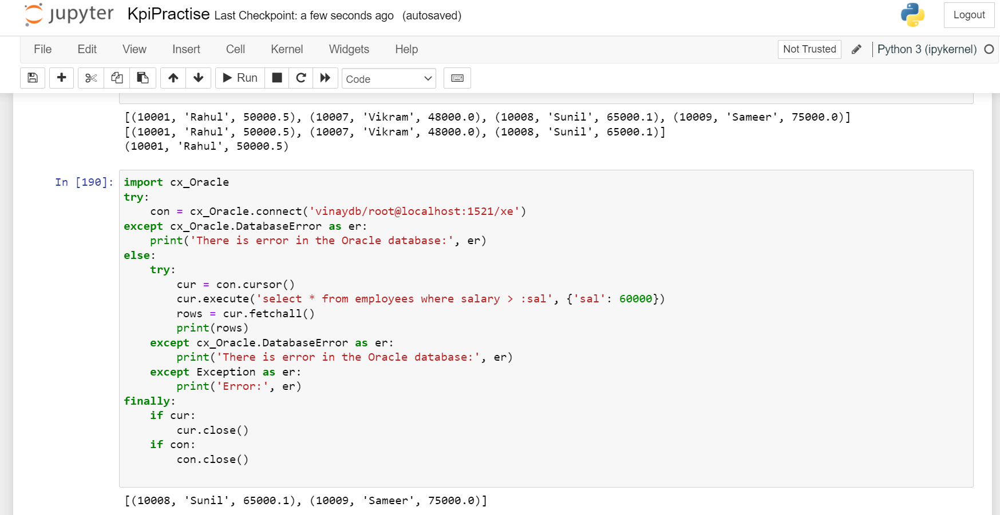 jupyter KpiPractise Last Checkpoint: a few seconds ago (autosaved) Logout
File Edit View Insert Cell Kernel Widgets Help Not Trusted Python 3 (ipykernel)
Run Code
[(10001, 'Rahul', 50000.5), (10007, 'Vikram', 48000.0), (10008, 'Sunil', 65000.1), (10009, 'Sameer', 75000.0)]
[(10001, 'Rahul', 50000.5), (10007, 'Vikram', 48000.0), (10008, 'Sunil', 65000.1)]
(10001, 'Rahul', 50000.5)
In [190]: import cx_Oracle
try:
    con = cx_Oracle.connect('vinaydb/root@localhost:1521/xe')
except cx_Oracle.DatabaseError as er:
    print('There is error in the Oracle database:', er)
else:
    try:
        cur = con.cursor()
        cur.execute('select * from employees where salary > :sal', {'sal': 60000})
        rows = cur.fetchall()
        print(rows)
    except cx_Oracle.DatabaseError as er:
        print('There is error in the Oracle database:', er)
    except Exception as er:
        print('Error:', er)
finally:
    if cur:
        cur.close()
    if con:
        con.close()
[(10008, 'Sunil', 65000.1), (10009, 'Sameer', 75000.0)]